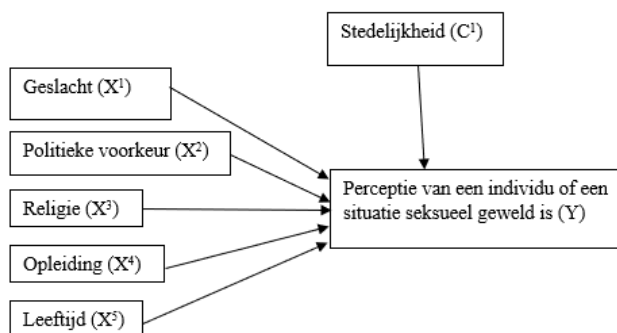 Stedelijkheid (C¹)
Geslacht (X¹)
Politieke voorkeur (X²)
Religie (X³)
Opleiding (X⁴)
Leeftijd (X⁵)
Perceptie van een individu of een
situatie seksueel geweld is (Y)